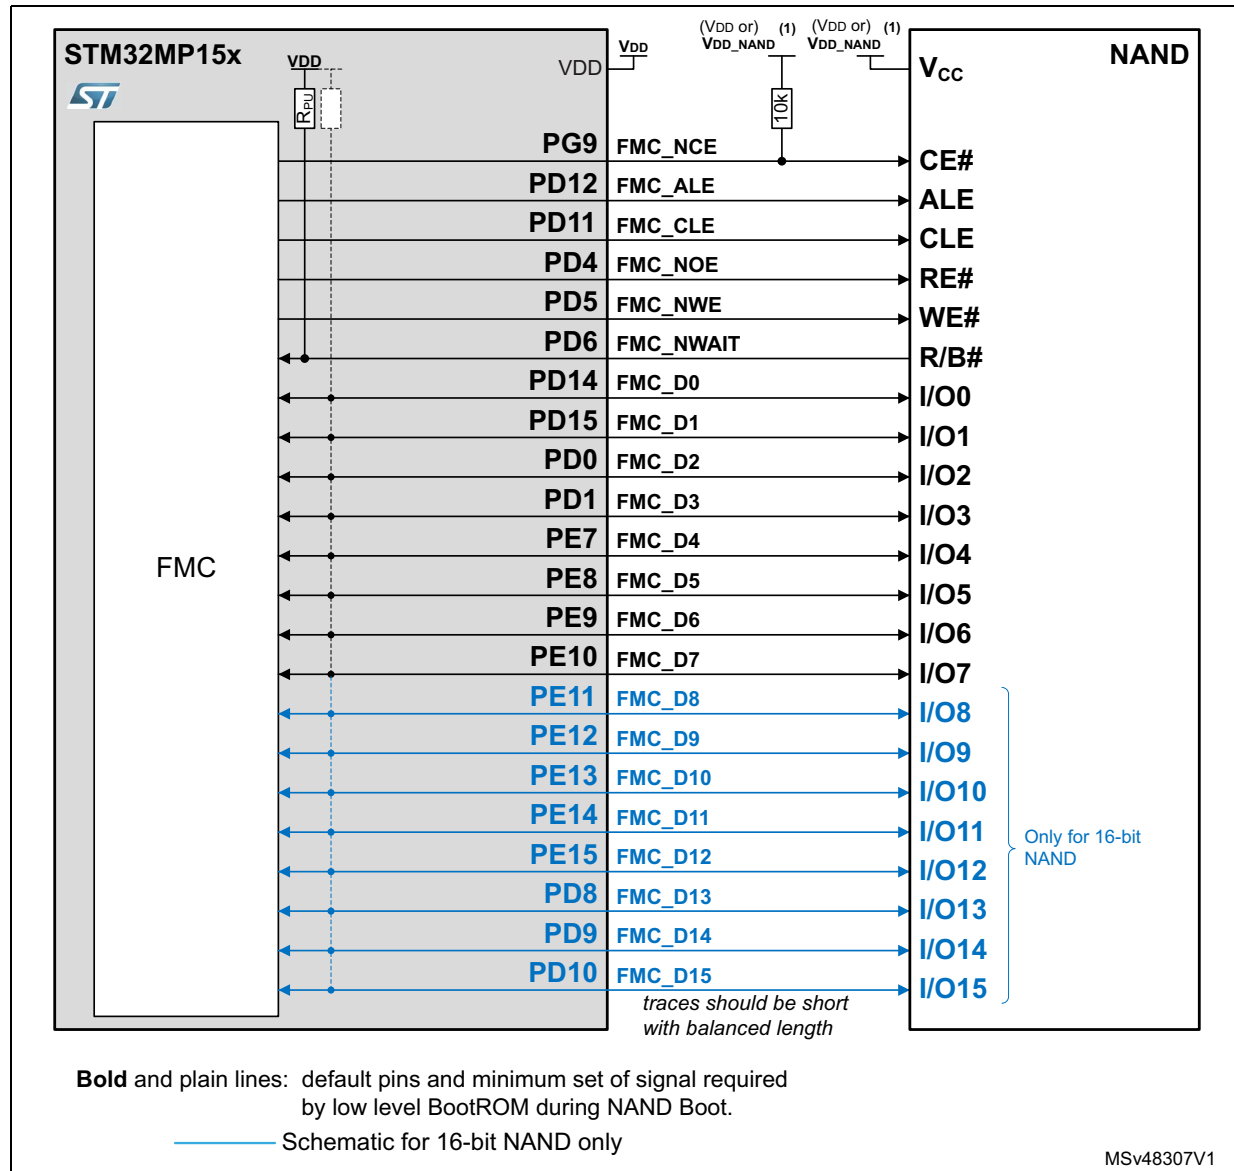 STM32MP15x
VDD
VDD
VDD
(VDD or) (1)
VDD_NAND
(VDD or) (1)
VDD_NAND
NAND
VCC
ST
RPU
10k
PG9 FMC_NCE CE#
PD12 FMC_ALE ALE
PD11 FMC_CLE CLE
PD4 FMC_NOE RE#
PD5 FMC_NWE WE#
PD6 FMC_NWAIT R/B#
PD14 FMC_D0 I/O0
PD15 FMC_D1 I/O1
PD0 FMC_D2 I/O2
PD1 FMC_D3 I/O3
PE7 FMC_D4 I/O4
FMC
PE8 FMC_D5 I/O5
PE9 FMC_D6 I/O6
PE10 FMC_D7 I/O7
PE11 FMC_D8 I/O8
PE12 FMC_D9 I/O9
PE13 FMC_D10 I/O10
PE14 FMC_D11 I/O11
Only for 16-bit
NAND
PE15 FMC_D12 I/O12
PD8 FMC_D13 I/O13
PD9 FMC_D14 I/O14
PD10 FMC_D15 I/O15
traces should be short
with balanced length
Bold and plain lines: default pins and minimum set of signal required
by low level BootROM during NAND Boot.
Schematic for 16-bit NAND only
MSv48307V1